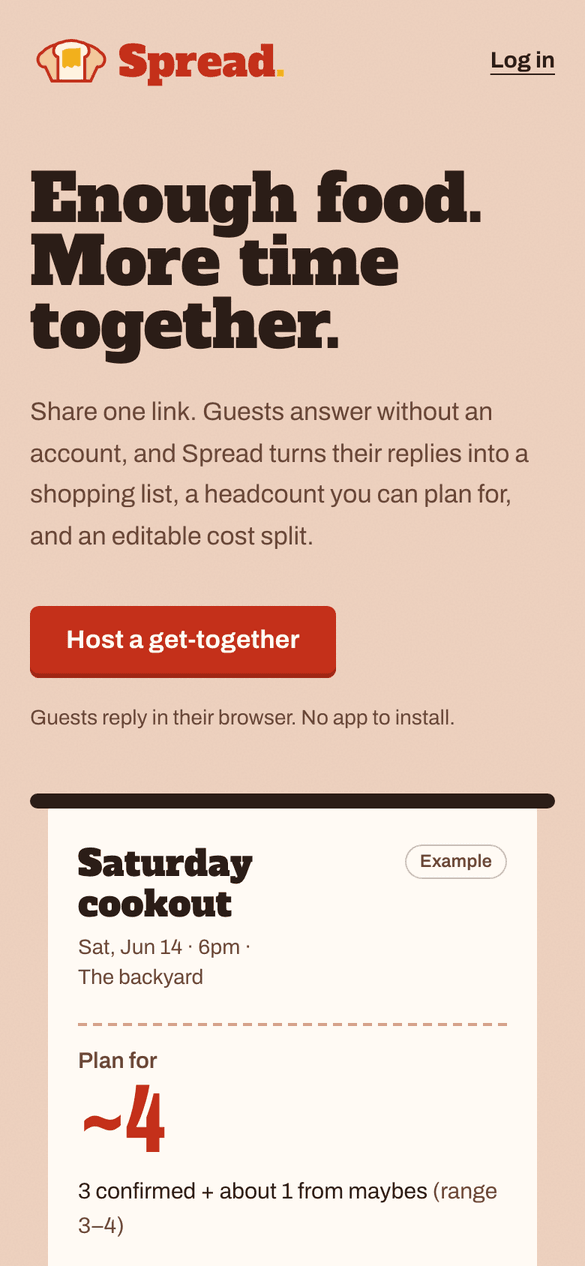 Spread.
Log in
Enough food.
More time
together.
Share one link. Guests answer without an
account, and Spread turns their replies into a
shopping list, a headcount you can plan for,
and an editable cost split.
Host a get-together
Guests reply in their browser. No app to install.
Saturday
cookout
Example
Sat, Jun 14 · 6pm ·
The backyard
Plan for
~4
3 confirmed + about 1 from maybes (range
3–4)